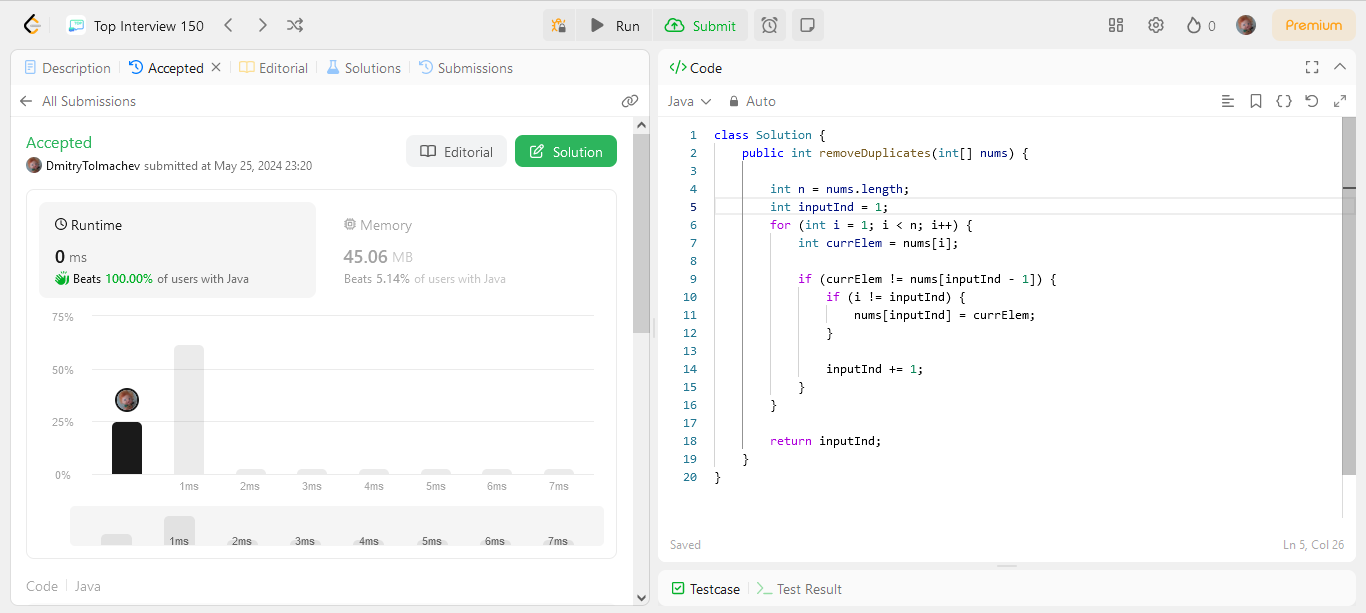 Top Interview 150
Run
Submit
0
Premium
Description
Accepted
Editorial
Solutions
Submissions
All Submissions
Accepted
DmitryTolmachev submitted at May 25, 2024 23:20
Editorial
Solution
Runtime
0 ms
Beats 100.00% of users with Java
Memory
45.06 MB
Beats 5.14% of users with Java
75%
50%
25%
0%
1ms 2ms 3ms 4ms 5ms 6ms 7ms
1ms 2ms 3ms 4ms 5ms 6ms 7ms
Code Java
</> Code
Java Auto
1 class Solution {
2 public int removeDuplicates(int[] nums) {
3
4 int n = nums.length;
5 int inputInd = 1;
6 for (int i = 1; i < n; i++) {
7 int currElem = nums[i];
8
9 if (currElem != nums[inputInd - 1]) {
10 if (i != inputInd) {
11 nums[inputInd] = currElem;
12 }
13
14 inputInd += 1;
15 }
16 }
17
18 return inputInd;
19 }
20 }
Saved
Ln 5, Col 26
Testcase
Test Result